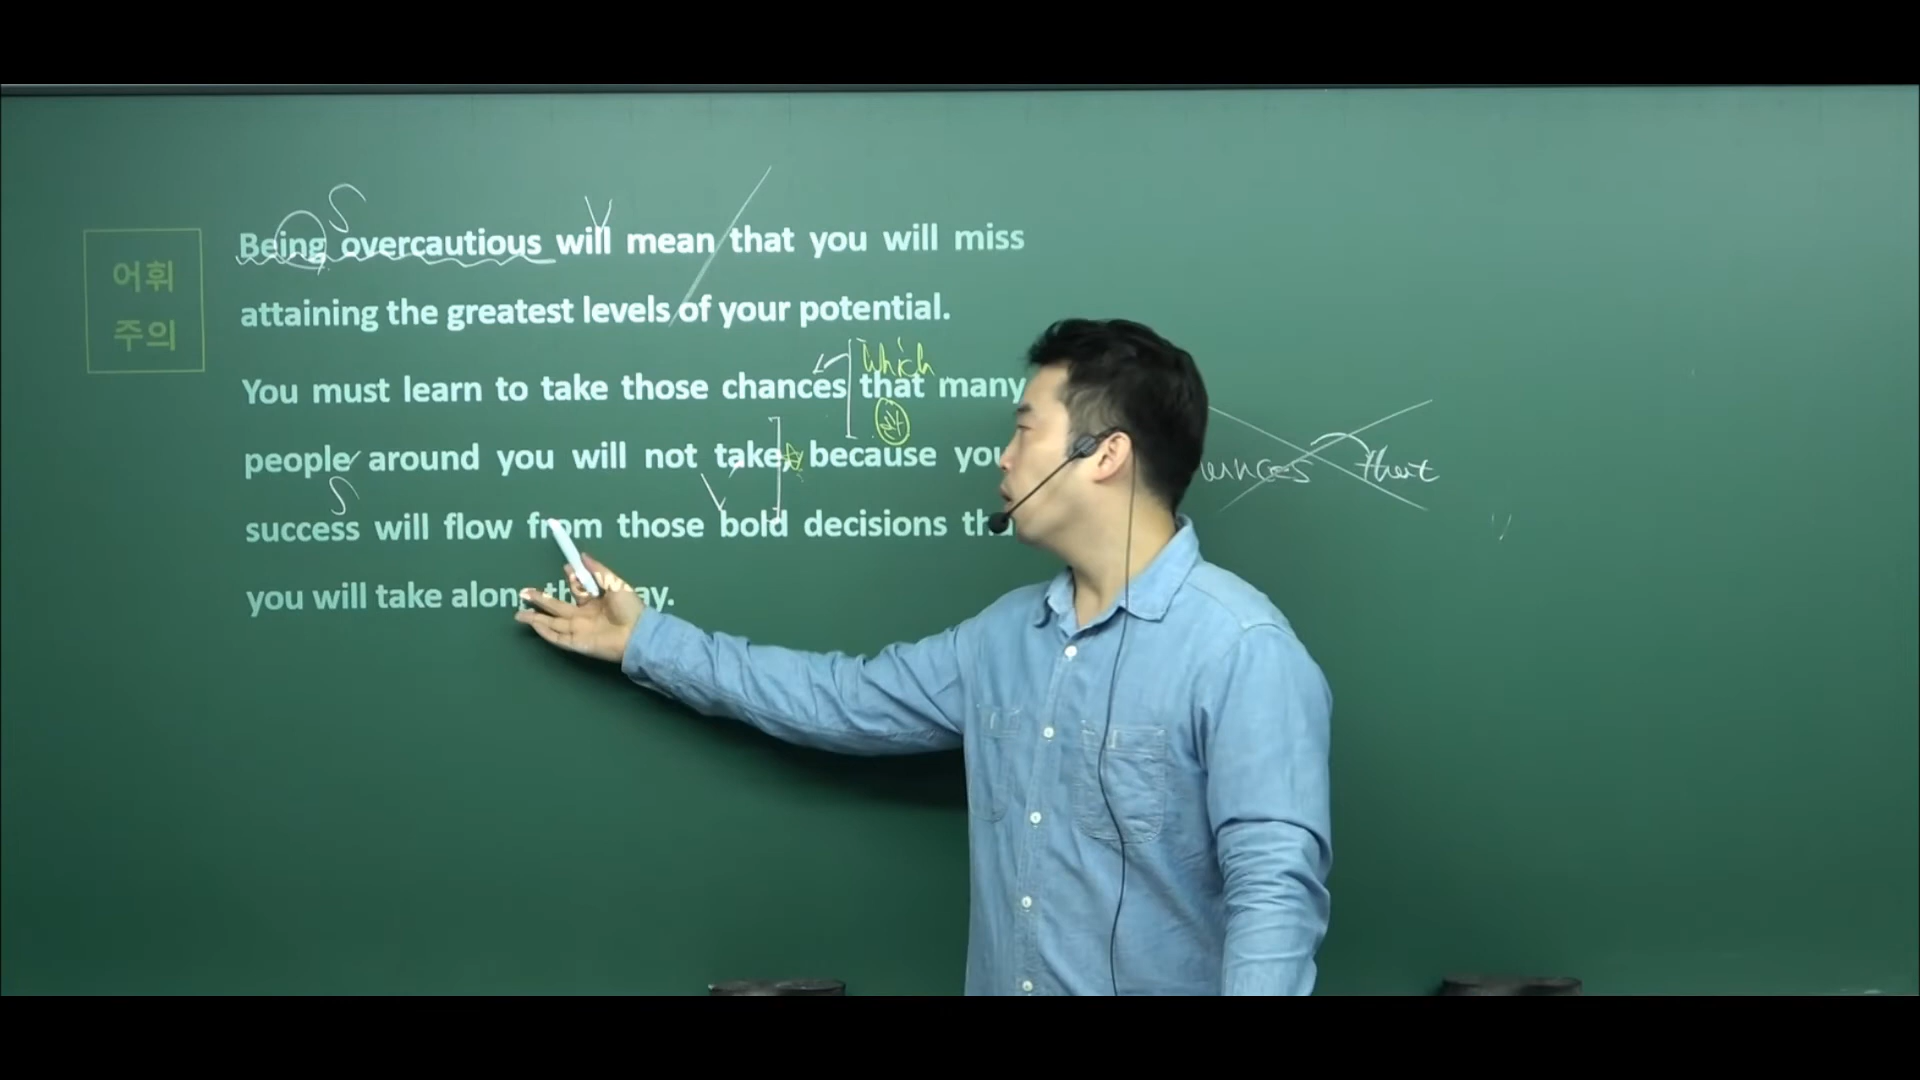 S
V
어휘
주의
Being overcautious will mean that you will miss
attaining the greatest levels of your potential.
which
You must learn to take those chances that many
people around you will not take, because
S
V
success will flow from those bold decisions
you will take along
that